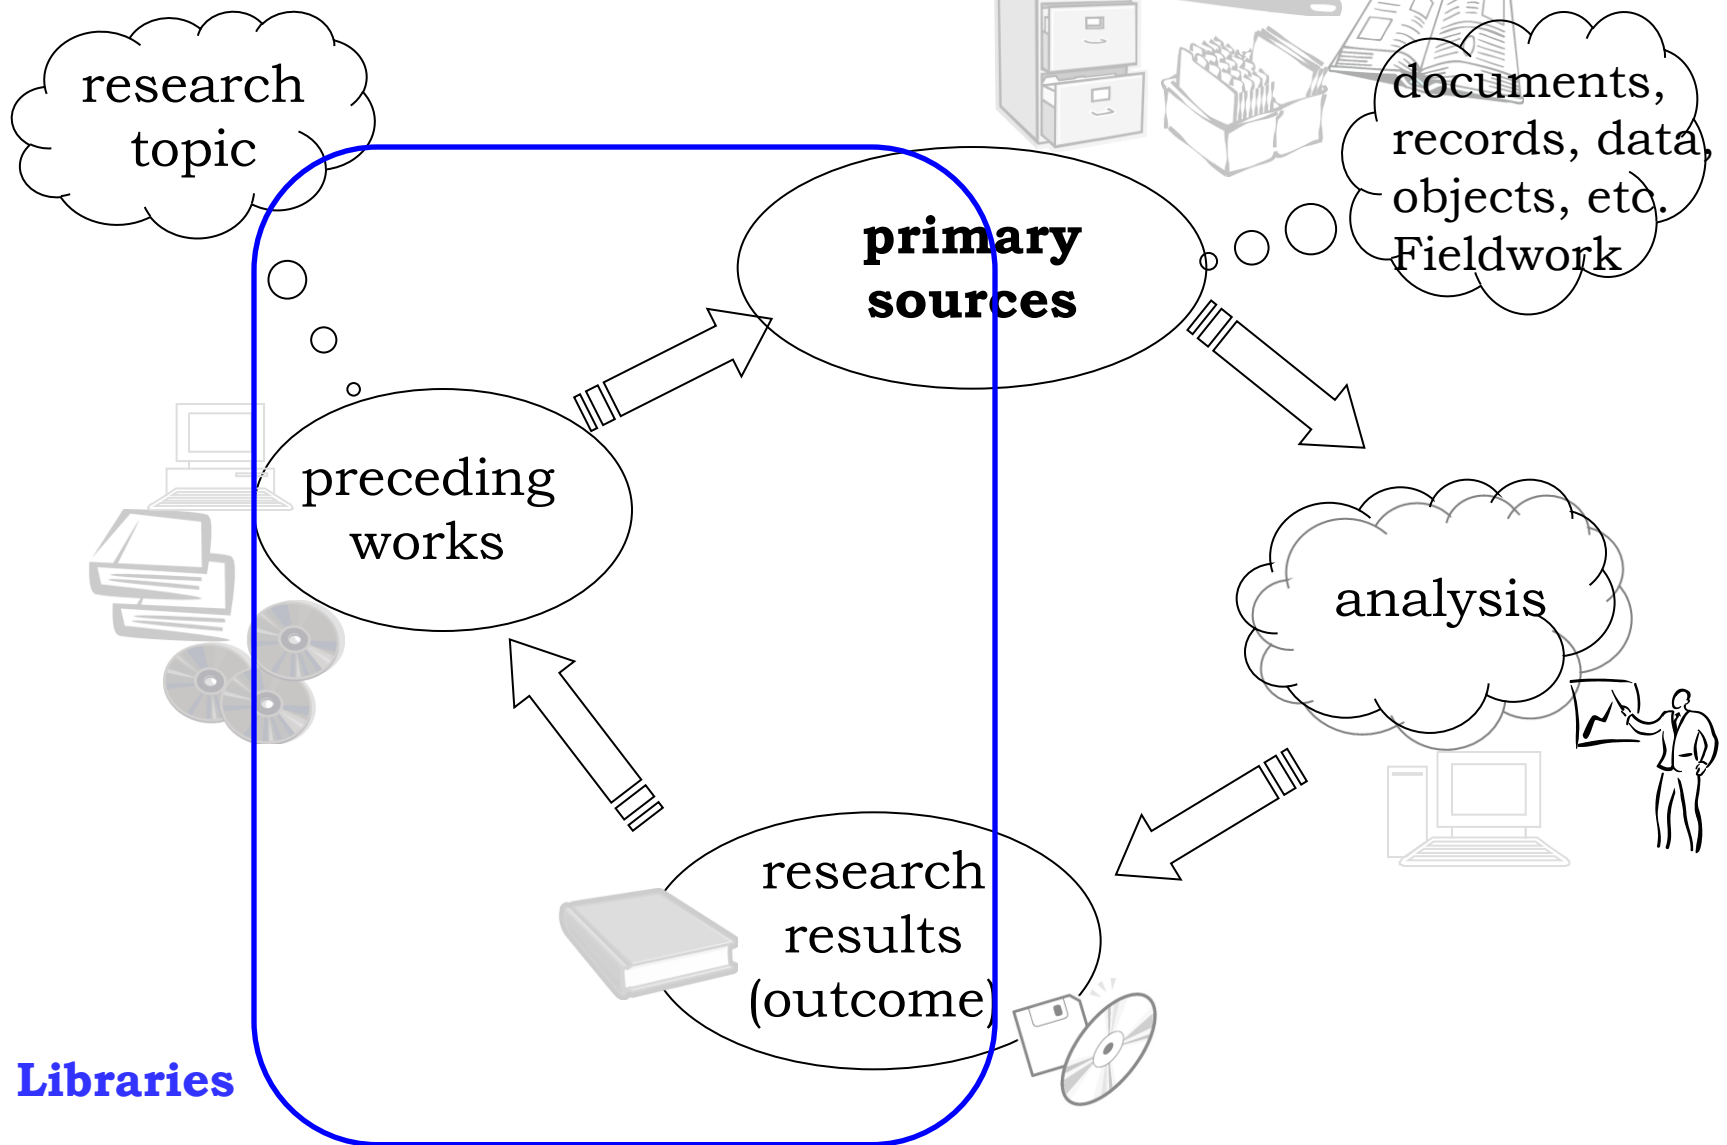 research
topic
documents,
records, data,
objects, etc.
Fieldwork
primary
sources
preceding
works
analysis
research
results
(outcome)
Libraries